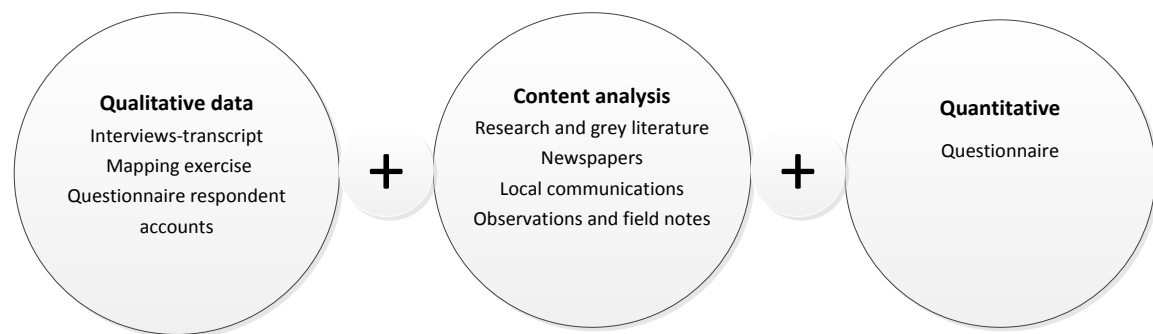 Qualitative data
Interviews-transcript
Mapping exercise
Questionnaire respondent
accounts
+
Content analysis
Research and grey literature
Newspapers
Local communications
Observations and field notes
+
Quantitative
Questionnaire